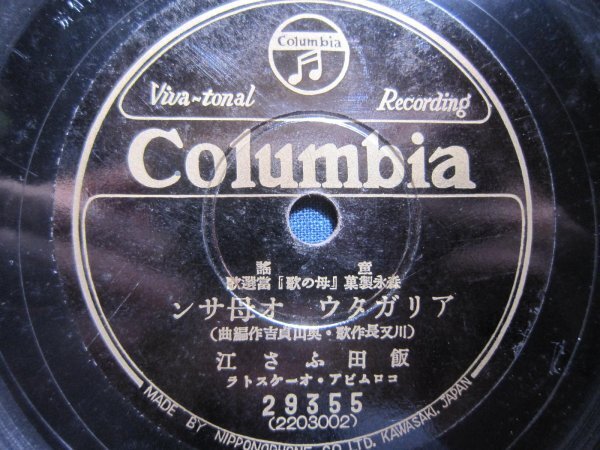 Columbia
Viva-tonal Recording
Columbia
童謡
森永製菓『母の歌』當選歌
アリガタウ オ母サン
(川又長作歌・奥山貞吉作編曲)
飯田ふさ江
コロムビア・オーケストラ
29355
(2203002)
MADE BY NIPPONOPHONE CO., LTD. KAWASAKI, JAPAN